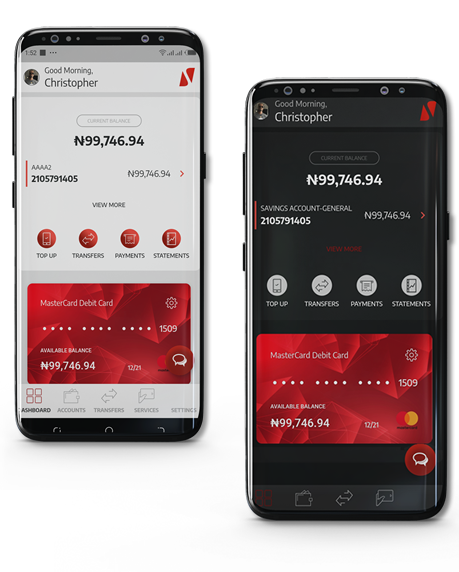 1:52
Good Morning,
Christopher
CURRENT BALANCE
₦99,746.94
AAAA2
2105791405
₦99,746.94
VIEW MORE
TOP UP
TRANSFERS
PAYMENTS
STATEMENTS
MasterCard Debit Card
1509
AVAILABLE BALANCE
₦99,746.94
12/21
ASHBOARD
ACCOUNTS
TRANSFERS
SERVICES
SETTINGS
Good Morning,
Christopher
CURRENT BALANCE
₦99,746.94
SAVINGS ACCOUNT-GENERAL
2105791405
₦99,746.94
VIEW MORE
TOP UP
TRANSFERS
PAYMENTS
STATEMENTS
MasterCard Debit Card
1509
AVAILABLE BALANCE
₦99,746.94
12/21